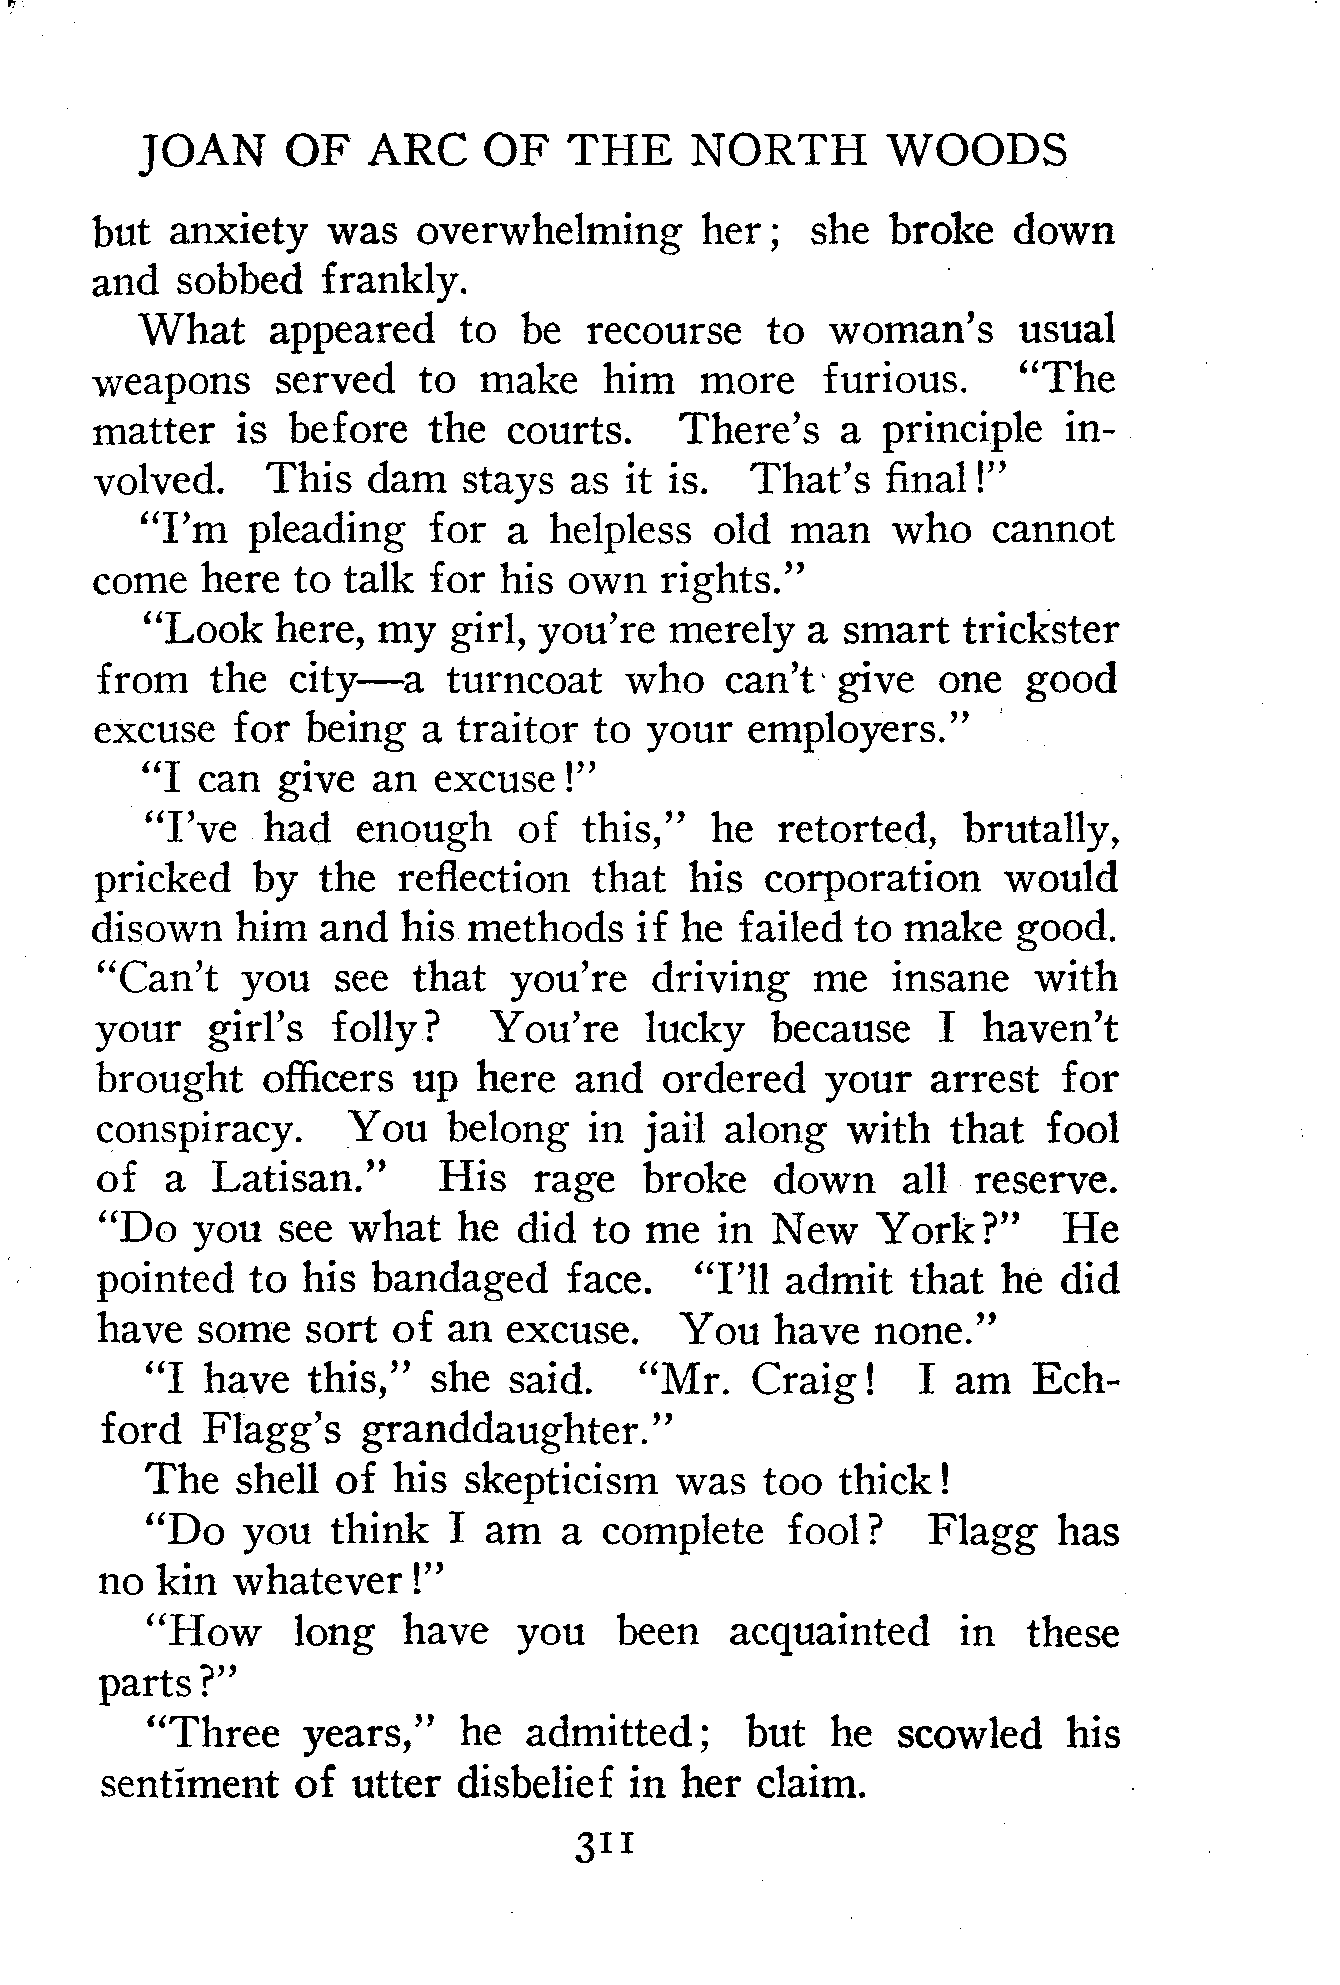 JOAN OF ARC OF THE NORTH WOODS
but anxiety was overwhelming her; she broke down
and sobbed frankly.
What appeared to be recourse to woman's usual
weapons served to make him more furious. "The
matter is before the courts. There's a principle in-
volved. This dam stays as it is. That's final!"
"I'm pleading for a helpless old man who cannot
come here to talk for his own rights."
"Look here, my girl, you're merely a smart trickster
from the city—a turncoat who can't give one good
excuse for being a traitor to your employers."
"I can give an excuse!"
"I've had enough of this," he retorted, brutally,
pricked by the reflection that his corporation would
disown him and his methods if he failed to make good.
"Can't you see that you're driving me insane with
your girl's folly? You're lucky because I haven't
brought officers up here and ordered your arrest for
conspiracy. You belong in jail along with that fool
of a Latisan." His rage broke down all reserve.
"Do you see what he did to me in New York?" He
pointed to his bandaged face. "I'll admit that he did
have some sort of an excuse. You have none."
"I have this," she said. "Mr. Craig! I am Ech-
ford Flagg's granddaughter."
The shell of his skepticism was too thick!
"Do you think I am a complete fool? Flagg has
no kin whatever!"
"How long have you been acquainted in these
parts?"
"Three years," he admitted; but he scowled his
sentiment of utter disbelief in her claim.
311